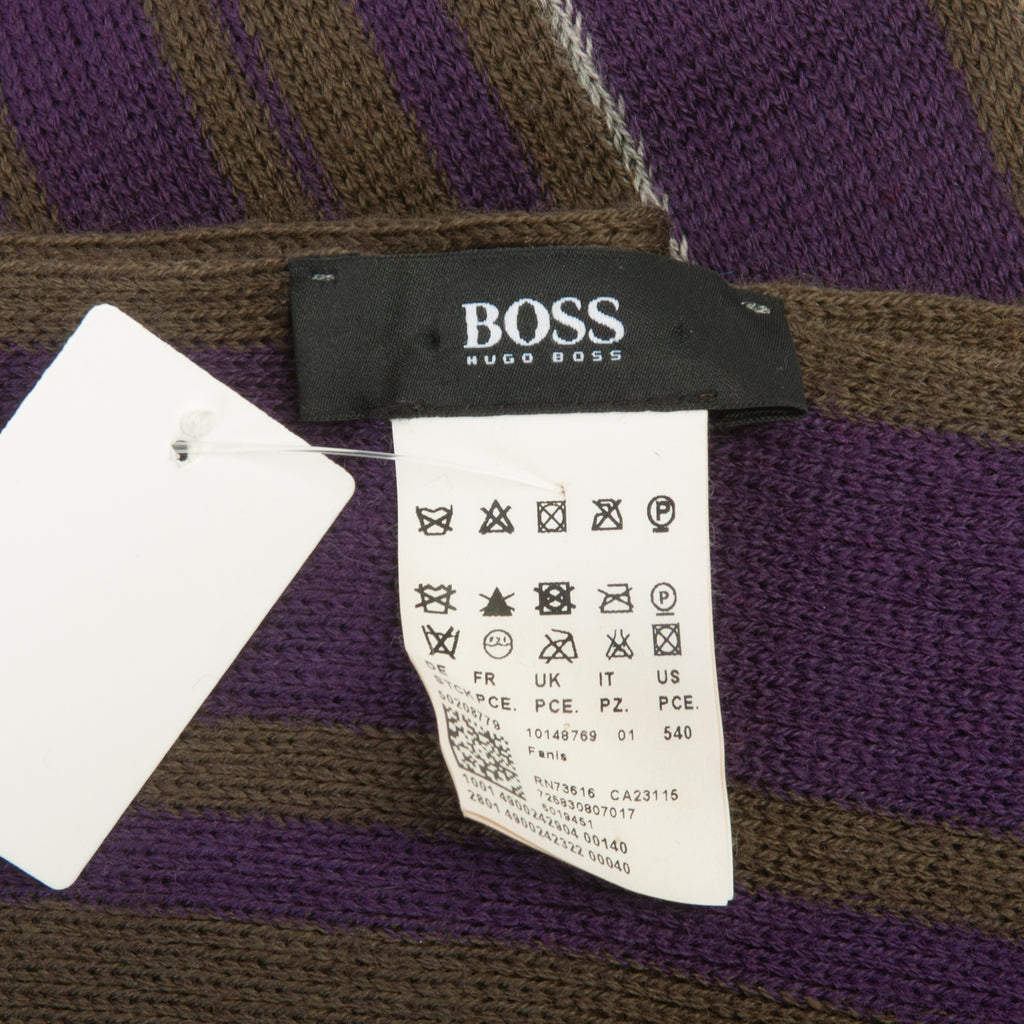 BOSS
HUGO BOSS
P
P
DE FR UK IT US
STCK PCE. PCE. PZ. PCE.
50208779
10148769 01 540
Fanis
RN73616 CA23115
726830807017
5019451
1001 4900242904 00140
2801 4900242322 00040